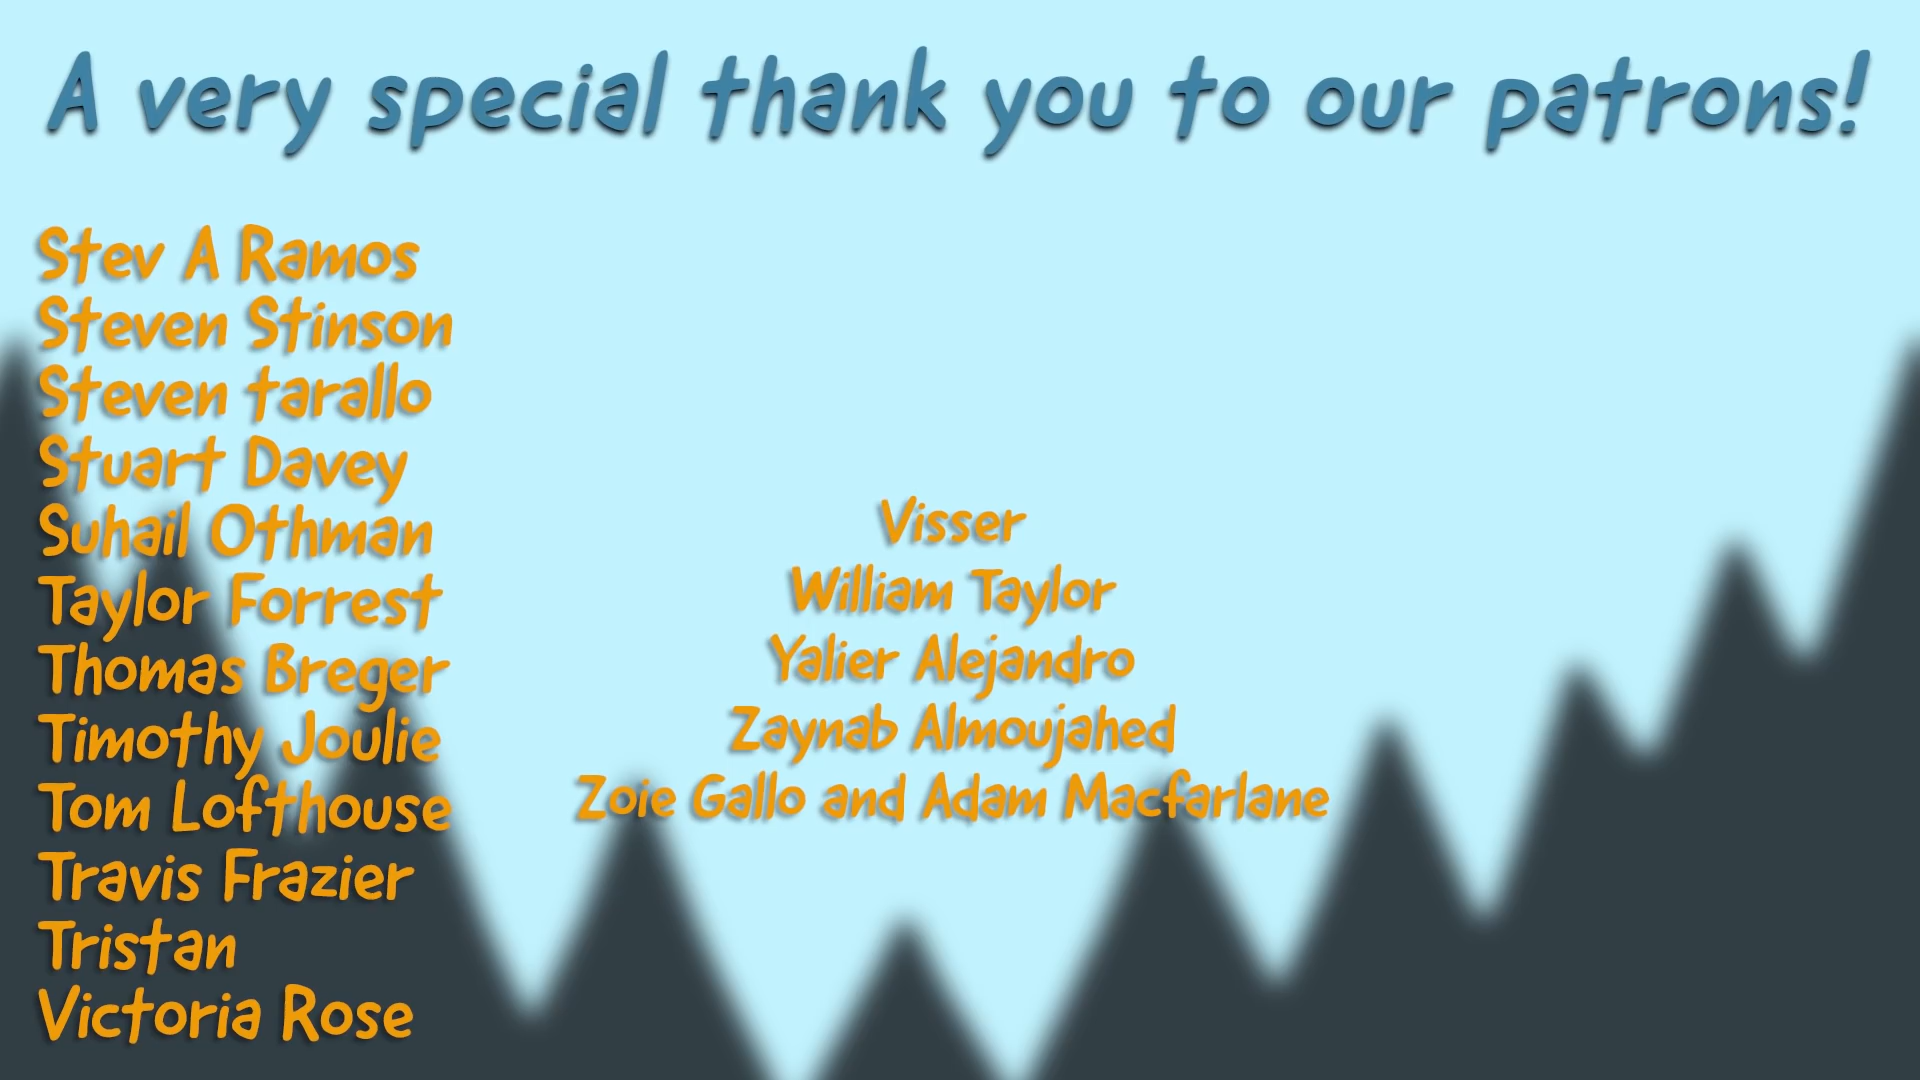 A very special thank you to our patrons!
Stev A Ramos
Steven Stinson
Steven tarallo
Stuart Davey
Suhail Othman
Taylor Forrest
Thomas Breger
Timothy Joulie
Tom Lofthouse
Travis Frazier
Tristan
Victoria Rose
Visser
William Taylor
Yalier Alejandro
Zaynab Almoujahed
Zoie Gallo and Adam Macfarlane